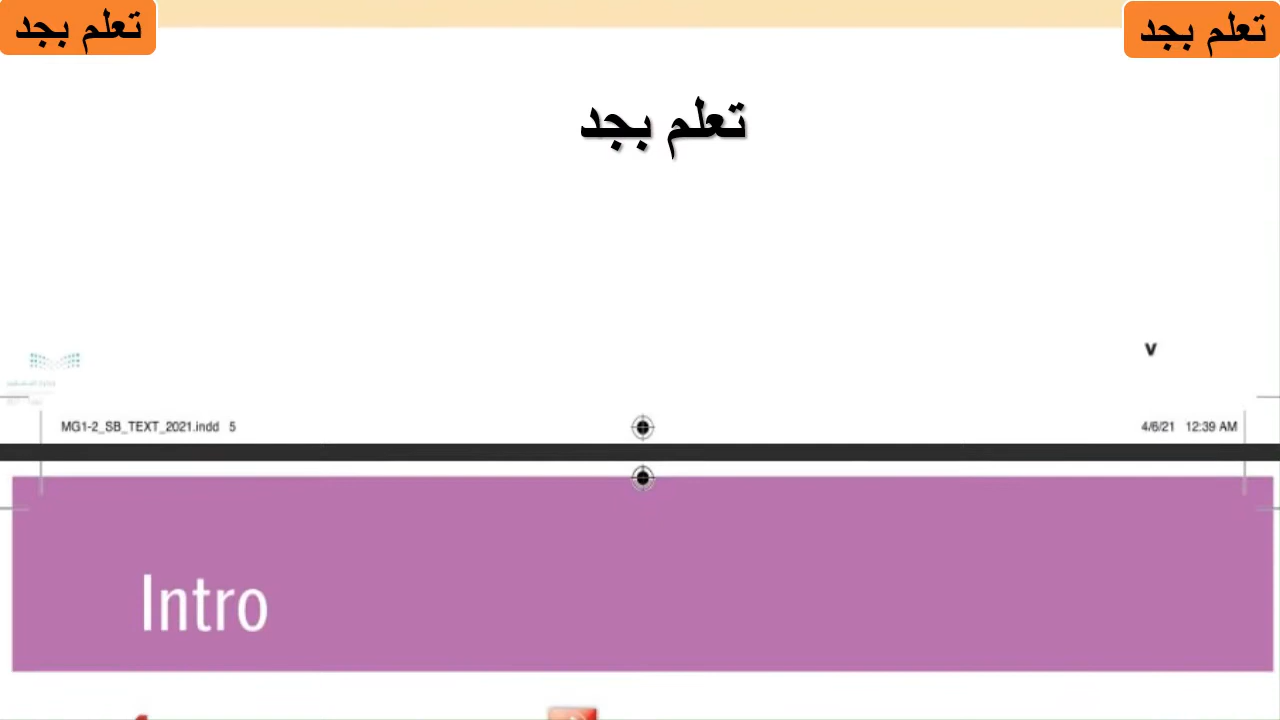 تعلم بجد
تعلم بجد
تعلم بجد
v
MG1-2_SB_TEXT_2021.indd 5
4/6/21 12:39 AM
Intro